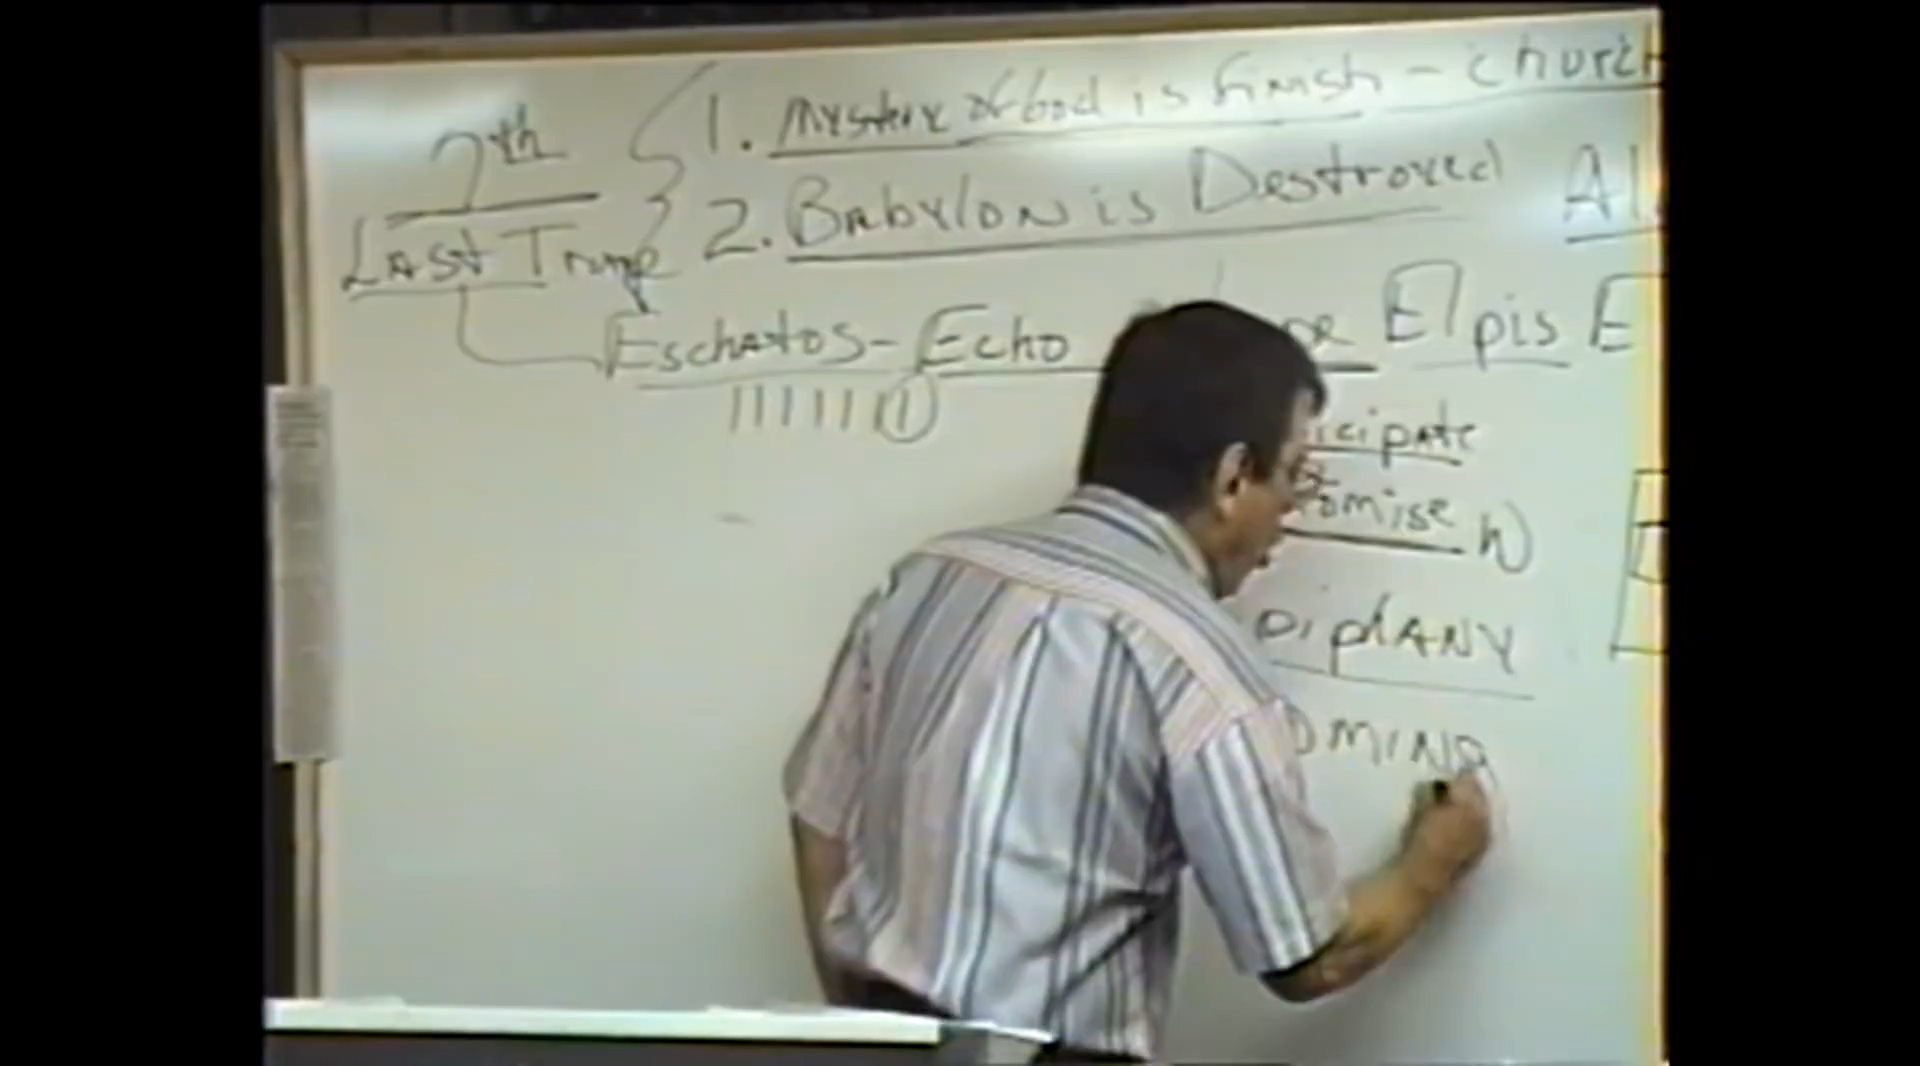 7th
Last Trump
1. Mystery of God is finish - church
2. Babylon is Destroyed Al
Eschatos - Echo Elpis E
icipate
omise W
piphANY
OMING